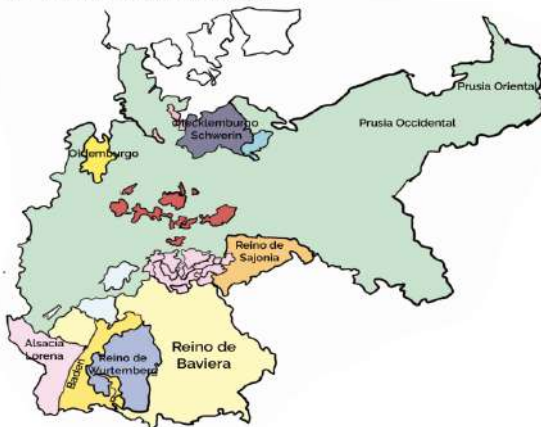 Prusia Oriental
Prusia Occidental
Mecklemburgo
Schwerin
Oldemburgo
Reino de
Sajonia
Alsacia
Lorena
Baden
Reino de
Wurtemberg
Reino de
Baviera